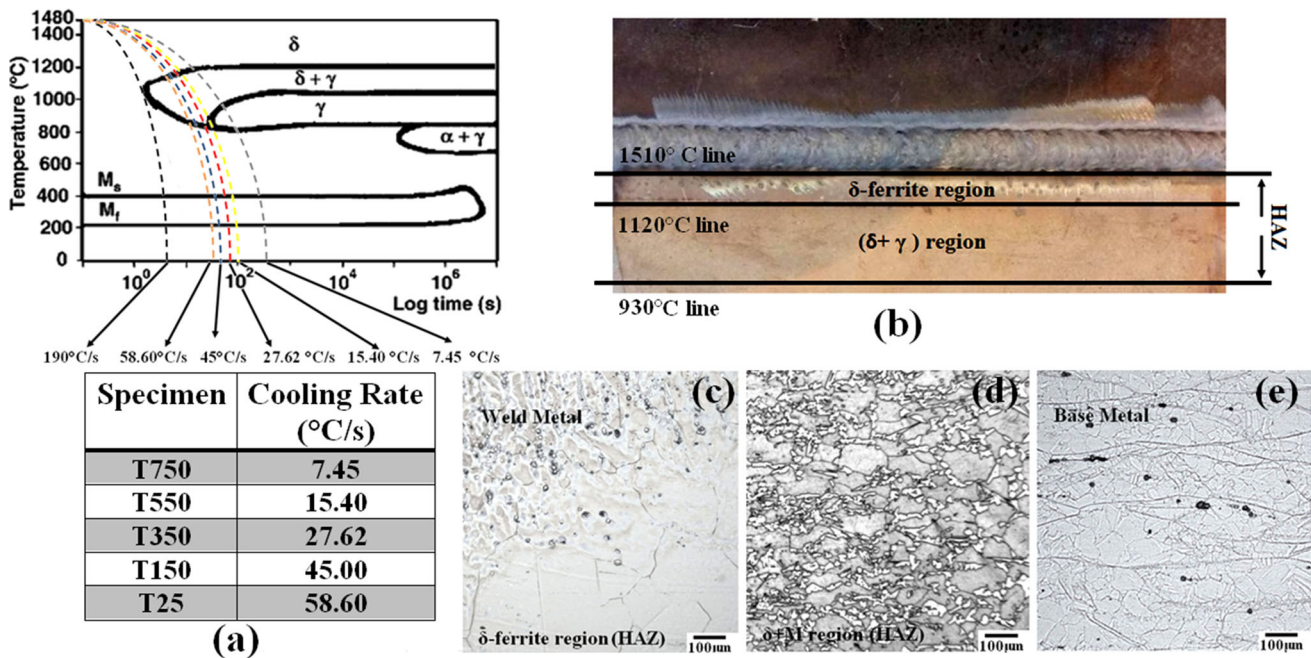 1480
1400
1200
1000
800
600
400
200
0
Temperature (°C)
δ
δ + γ
γ
α + γ
Ms
Mf
10⁰
10²
10⁴
10⁶
Log time (s)
190°C/s
58.60°C/s
45°C/s
27.62 °C/s
15.40 °C/s
7.45 °C/s
Specimen Cooling Rate
(°C/s)
T750 7.45
T550 15.40
T350 27.62
T150 45.00
T25 58.60
(a)
1510° C line
δ-ferrite region
1120°C line
(δ+ γ ) region
930°C line
HAZ
(b)
(c)
Weld Metal
δ-ferrite region (HAZ)
100μm
(d)
δ+M region (HAZ)
100μm
(e)
Base Metal
100μm